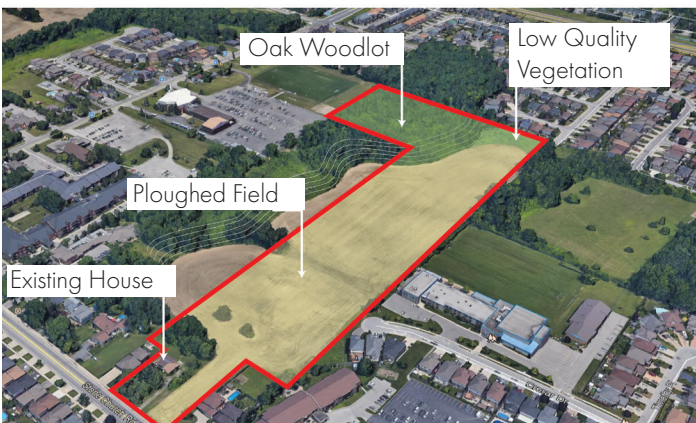 Oak Woodlot
Low Quality
Vegetation
Ploughed Field
Existing House